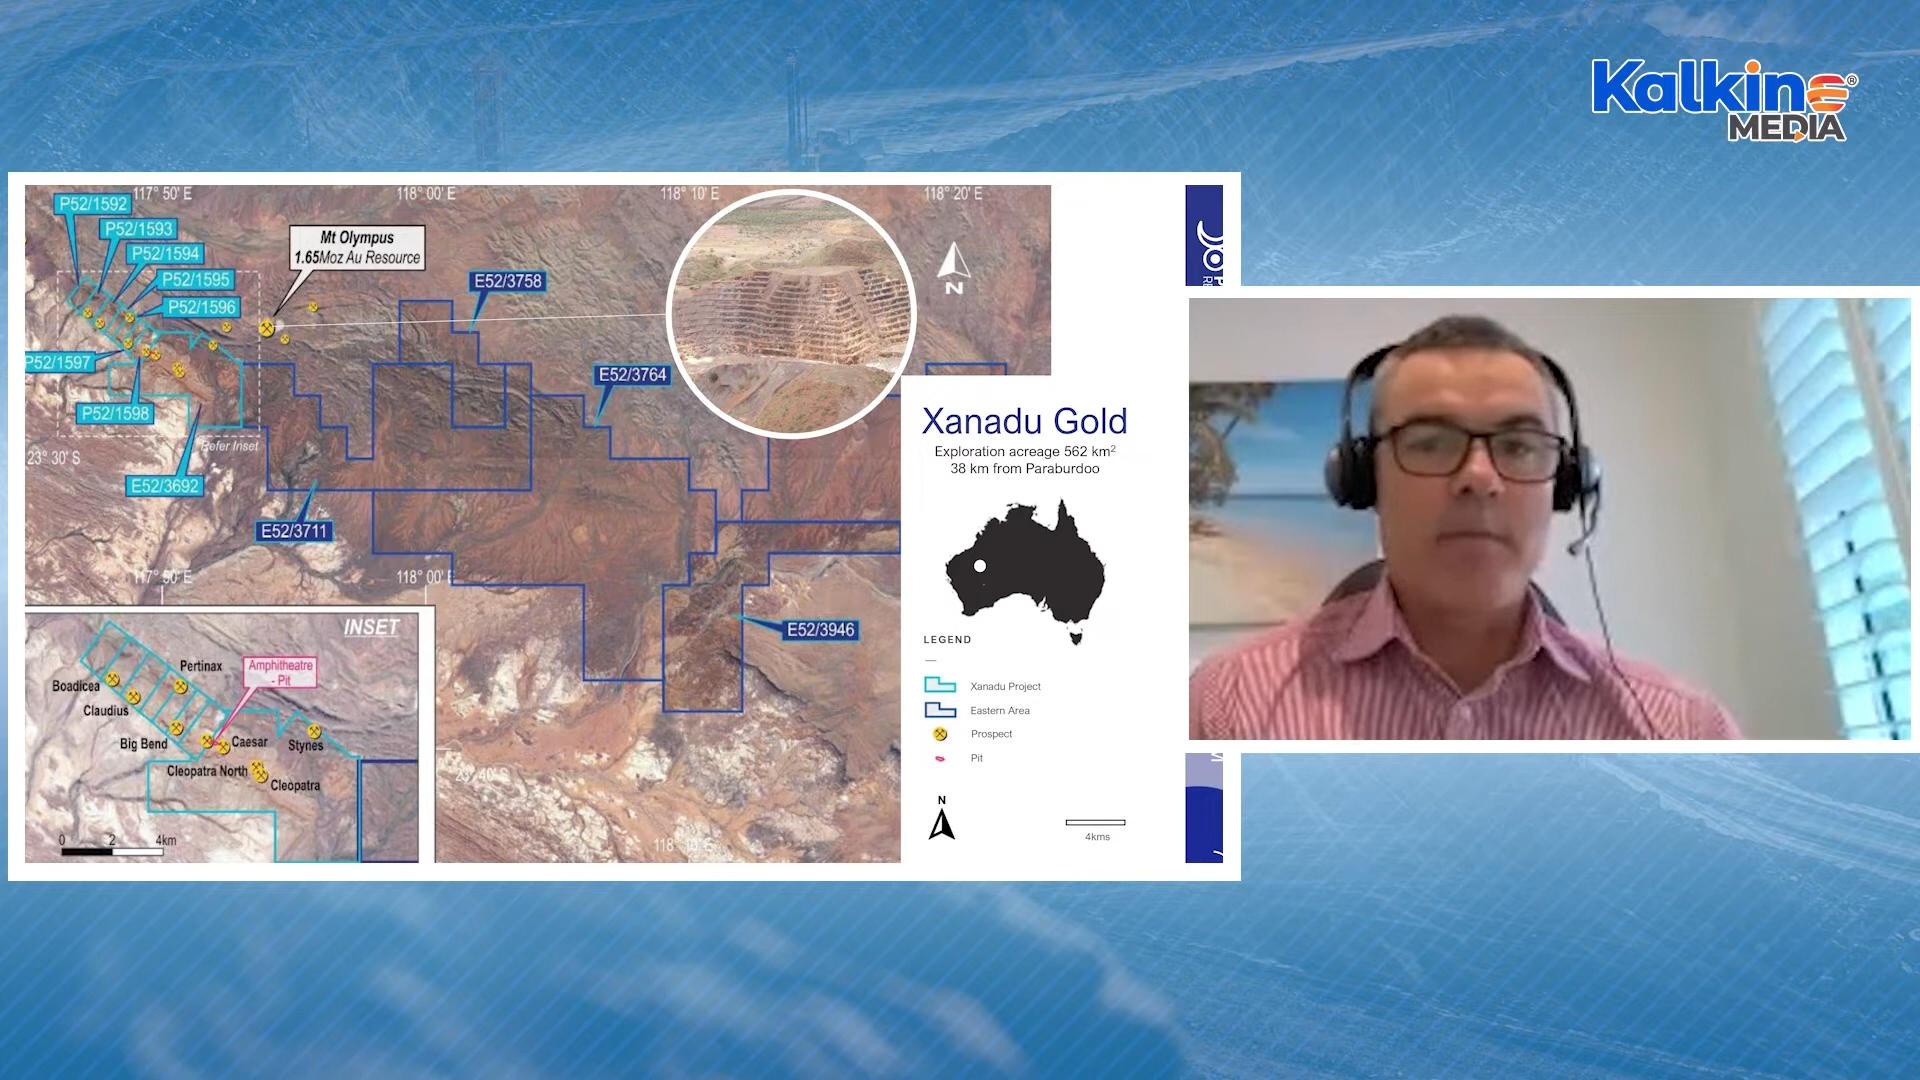 Kalkine®
MEDIA
117° 50' E
118° 00' E
118° 10' E
118° 20' E
P52/1592
P52/1593
P52/1594
P52/1595
P52/1596
P52/1597
P52/1598
Mt Olympus
1.65Moz Au Resource
E52/3758
E52/3764
N
Refer Inset
23° 30' S
E52/3692
E52/3711
117° 50' E
118° 00' E
E52/3946
23° 40' S
118° 10' E
INSET
Pertinax
Amphitheatre
- Pit
Boadicea
Claudius
Big Bend
Caesar
Stynes
Cleopatra North
Cleopatra
0 2 4km
Xanadu Gold
Exploration acreage 562 km²
38 km from Paraburdoo
LEGEND
Xanadu Project
Eastern Area
Prospect
Pit
N
4kms